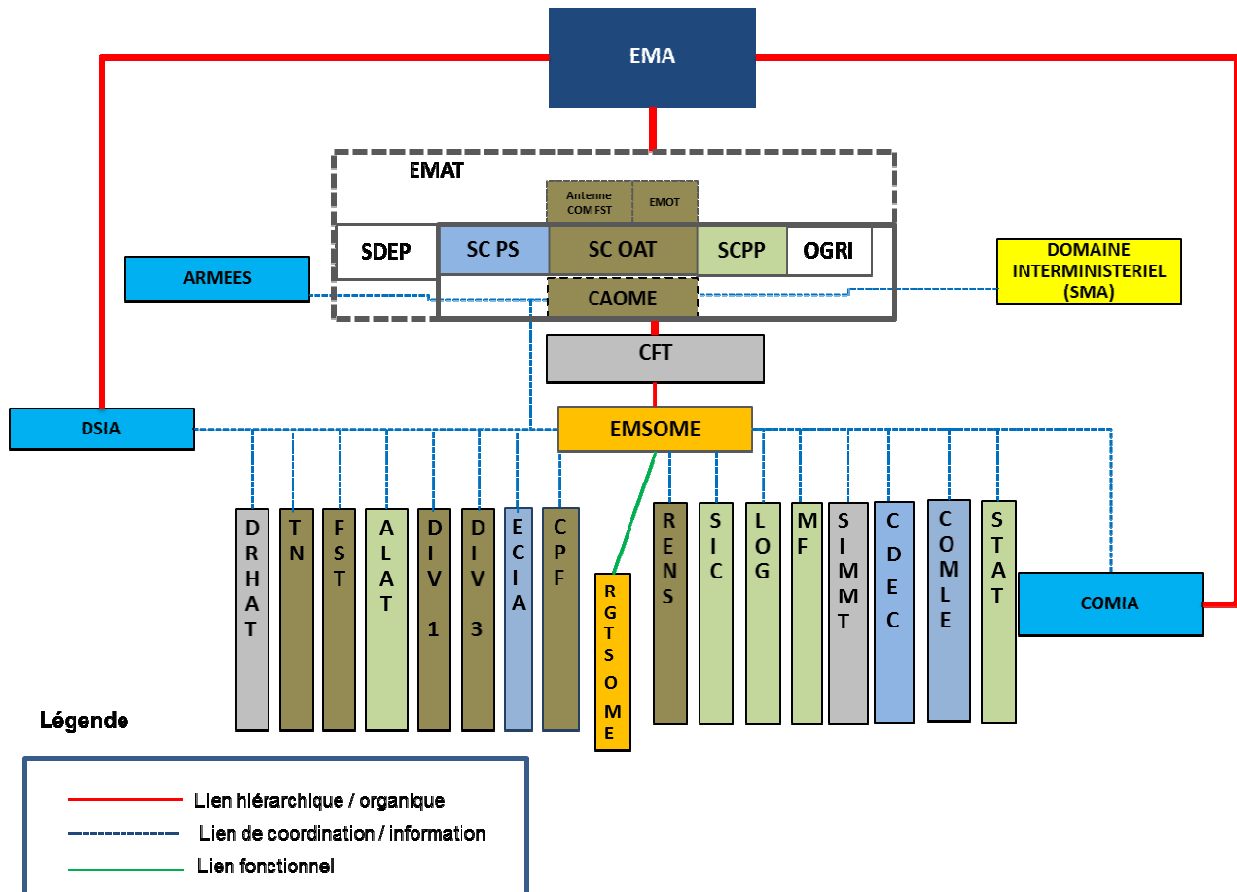 EMA
EMAT
Antenne
COMFST
EMOT
SDEP
SC PS
SC OAT
SCPP
OGRI
ARMEES
CAOME
DOMAINE
INTERMINISTERIEL
(SMA)
CFT
DSIA
EMSOME
DRHAT
TN
FST
ALAT
DIV 1
DIV 3
ECIA
CPF
RGTSOME
RENS
SIC
LOG
MF
SIMMT
CDEC
COMLE
STAT
COMIA
Légende
Lien hiérarchique / organique
Lien de coordination / information
Lien fonctionnel